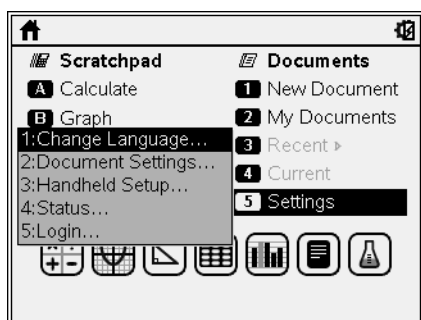 Scratchpad
A Calculate
B Graph
1:Change Language...
2:Document Settings...
3:Handheld Setup...
4:Status...
5:Login...
Documents
1 New Document
2 My Documents
3 Recent ▸
4 Current
5 Settings